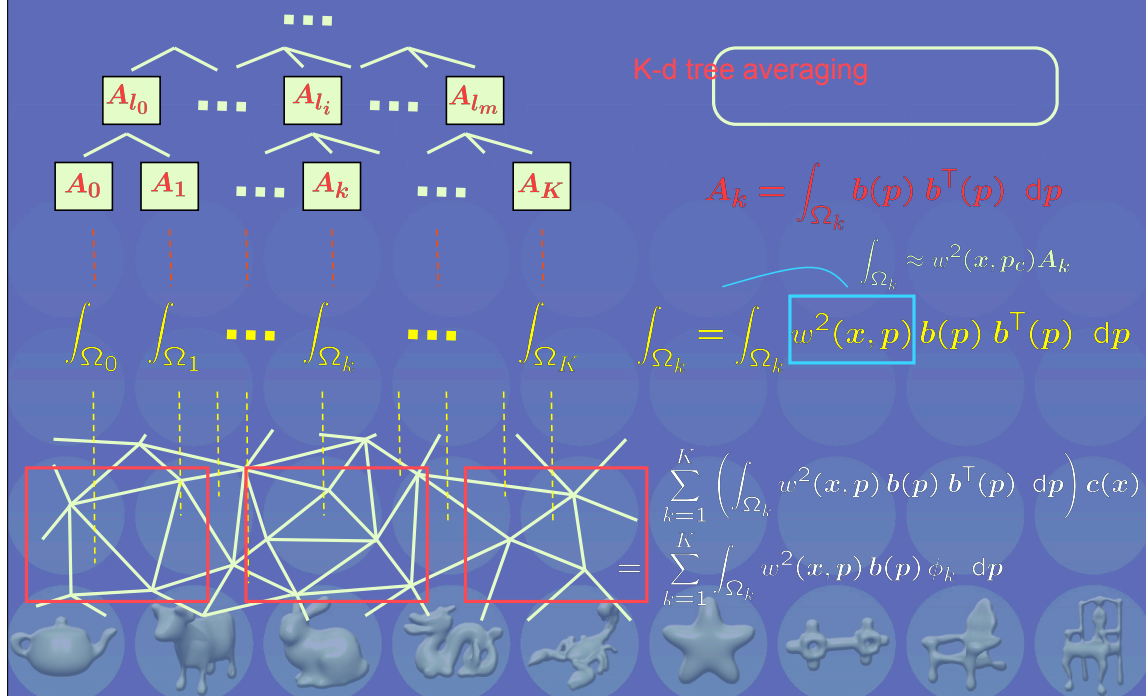 K-d tree averaging
A_{l_0} ... A_{l_i} ... A_{l_m}
A_0 A_1 ... A_k ... A_K
A_k = ∫_{Ω_k} b(p) b^⊤(p) dp
∫_{Ω_k} ≈ w^2(x, p_c)A_k
∫_{Ω_0} ∫_{Ω_1} ... ∫_{Ω_k} ... ∫_{Ω_K}
∫_{Ω_k} = ∫_{Ω_k} w^2(x, p) b(p) b^⊤(p) dp
∑_{k=1}^{K} (∫_{Ω_k} w^2(x, p) b(p) b^⊤(p) dp) c(x)
= ∑_{k=1}^{K} ∫_{Ω_k} w^2(x, p) b(p) ϕ_k dp